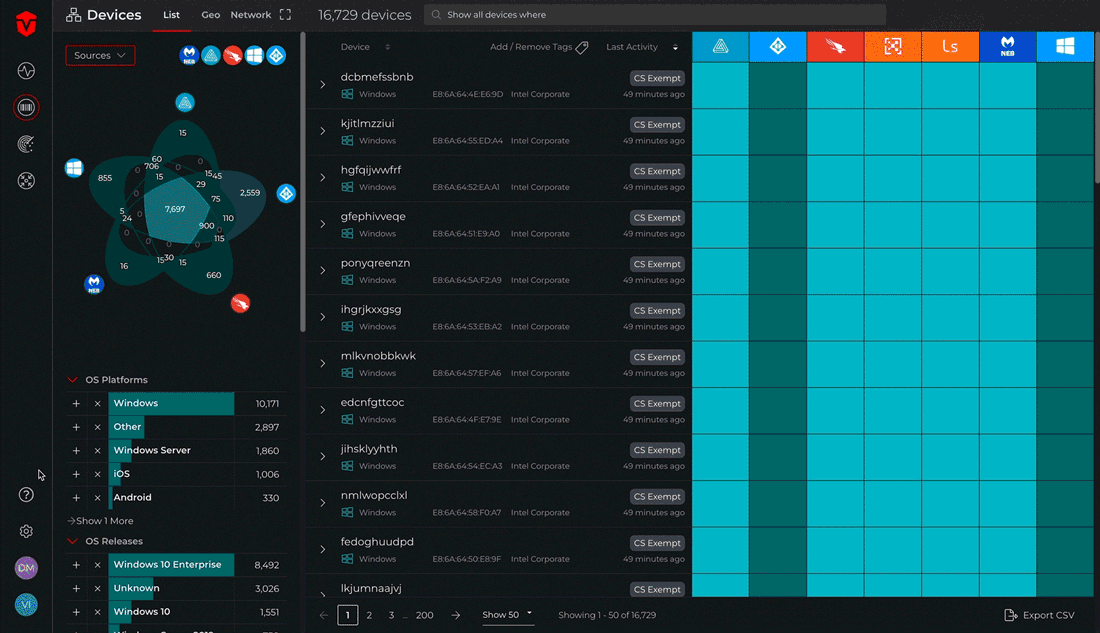 Devices
List Geo Network
16,729 devices
Show all devices where
Sources
NEB
Device
Add / Remove Tags
Last Activity
Ls
NEB
15
60
706
0
0
15
15 45
29
855
0
0
75
2,559
7,697
5
24
0
110
900
0
0
115
0
0
0
16
15 30 15
660
NEB
OS Platforms
Windows 10,171
Other 2,897
Windows Server 1,860
iOS 1,006
Android 330
Show 1 More
OS Releases
Windows 10 Enterprise 8,492
Unknown 3,026
Windows 10 1,551
DM
VI
dcbmefssbnb CS Exempt
Windows E8:6A:64:4E:E6:9D Intel Corporate 49 minutes ago
kjitlmzziui CS Exempt
Windows E8:6A:64:55:ED:A4 Intel Corporate 49 minutes ago
hgfqijwwfrf CS Exempt
Windows E8:6A:64:52:EA:A1 Intel Corporate 49 minutes ago
gfephivveqe CS Exempt
Windows E8:6A:64:51:E9:A0 Intel Corporate 49 minutes ago
ponyqreenzn CS Exempt
Windows E8:6A:64:5A:F2:A9 Intel Corporate 49 minutes ago
ihgrjkxxgsg CS Exempt
Windows E8:6A:64:53:EB:A2 Intel Corporate 49 minutes ago
mlkvnobbkwk CS Exempt
Windows E8:6A:64:57:EF:A6 Intel Corporate 49 minutes ago
edcnfgttcoc CS Exempt
Windows E8:6A:64:4F:E7:9E Intel Corporate 49 minutes ago
jihsklyyhth CS Exempt
Windows E8:6A:64:54:EC:A3 Intel Corporate 49 minutes ago
nmlwopcclxl CS Exempt
Windows E8:6A:64:58:F0:A7 Intel Corporate 49 minutes ago
fedoghuudpd CS Exempt
Windows E8:6A:64:50:E8:9F Intel Corporate 49 minutes ago
lkjumnaajvj CS Exempt
1 2 3 ... 200
Show 50
Showing 1 - 50 of 16,729
Export CSV